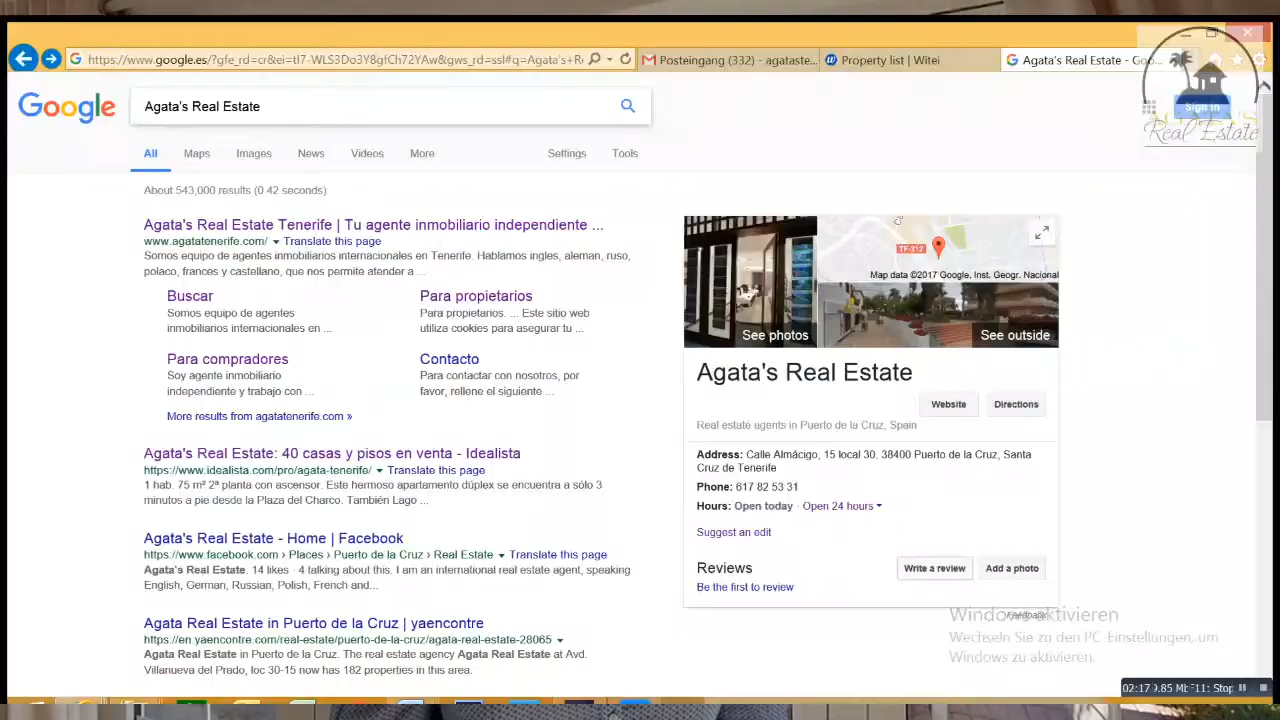 https://www.google.es/?gfe_rd=cr&ei=tI7-WLS3Do3Y8gfCh72YAw&gws_rd=ssl#q=Agata's+Re
Posteingang (332) - agataste...
Property list | Witei
Agata's Real Estate - Goo...
Google
Agata's Real Estate
Sign in
Real Estate
All
Maps
Images
News
Videos
More
Settings
Tools
About 543,000 results (0.42 seconds)
Agata's Real Estate Tenerife | Tu agente inmobiliario independiente ...
www.agatatenerife.com/ Translate this page
Somos equipo de agentes inmobiliarios internacionales en Tenerife. Hablamos ingles, aleman, ruso,
polaco, frances y castellano, que nos permite atender a ...
Buscar
Somos equipo de agentes
inmobiliarios internacionales en ...
Para propietarios
Para propietarios. ... Este sitio web
utiliza cookies para asegurar tu ...
Para compradores
Soy agente inmobiliario
independiente y trabajo con ...
Contacto
Para contactar con nosotros, por
favor, rellene el siguiente ...
More results from agatatenerife.com »
Agata's Real Estate: 40 casas y pisos en venta - Idealista
https://www.idealista.com/pro/agata-tenerife/ Translate this page
1 hab. 75 m² 2ª planta con ascensor. Este hermoso apartamento dúplex se encuentra a sólo 3
minutos a pie desde la Plaza del Charco. También Lago ...
Agata's Real Estate - Home | Facebook
https://www.facebook.com › Places › Puerto de la Cruz › Real Estate Translate this page
Agata's Real Estate. 14 likes · 4 talking about this. I am an international real estate agent, speaking
English, German, Russian, Polish, French and...
Agata Real Estate in Puerto de la Cruz | yaencontre
https://en.yaencontre.com/real-estate/puerto-de-la-cruz/agata-real-estate-28065
Agata Real Estate in Puerto de la Cruz. The real estate agency Agata Real Estate at Avd.
Villanueva del Prado, loc 30-15 now has 182 properties in this area.
TF-312
Map data ©2017 Google, Inst. Geogr. Nacional
See photos
See outside
Agata's Real Estate
Website
Directions
Real estate agents in Puerto de la Cruz, Spain
Address: Calle Almácigo, 15 local 30, 38400 Puerto de la Cruz, Santa
Cruz de Tenerife
Phone: 617 82 53 31
Hours: Open today · Open 24 hours
Suggest an edit
Reviews
Write a review
Add a photo
Be the first to review
Feedback
Windows aktivieren
Wechseln Sie zu den PC-Einstellungen, um
Windows zu aktivieren.
02:17
9.85 Mb
F11: Stop